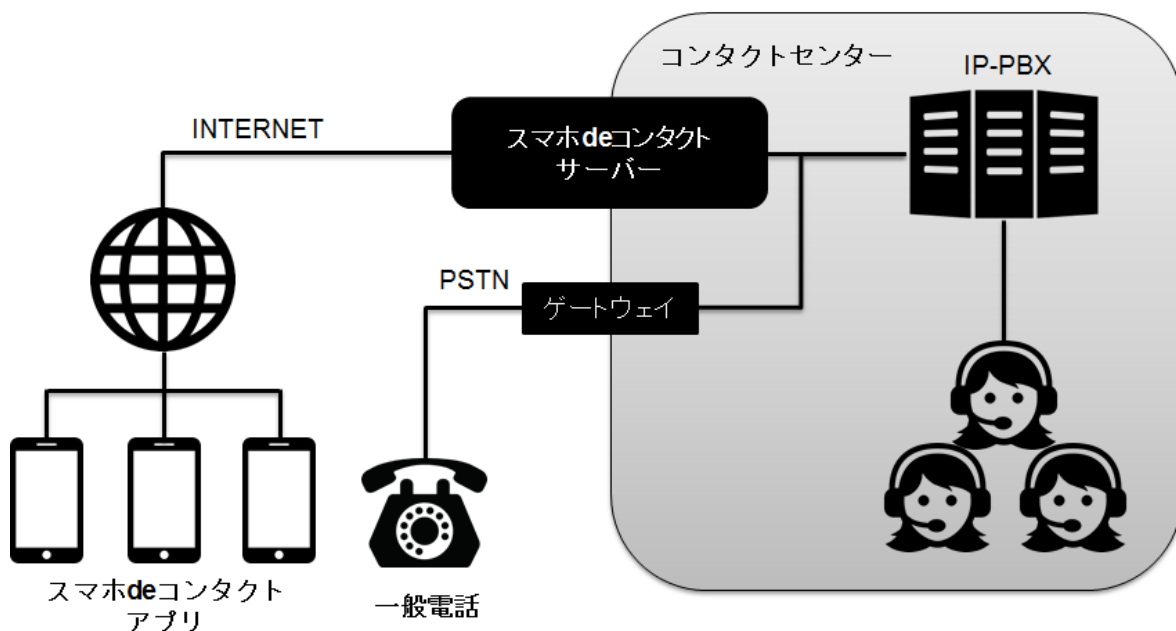 コンタクトセンター
IP-PBX
INTERNET
スマホdeコンタクト
サーバー
PSTN
ゲートウェイ
スマホdeコンタクト
アプリ
一般電話